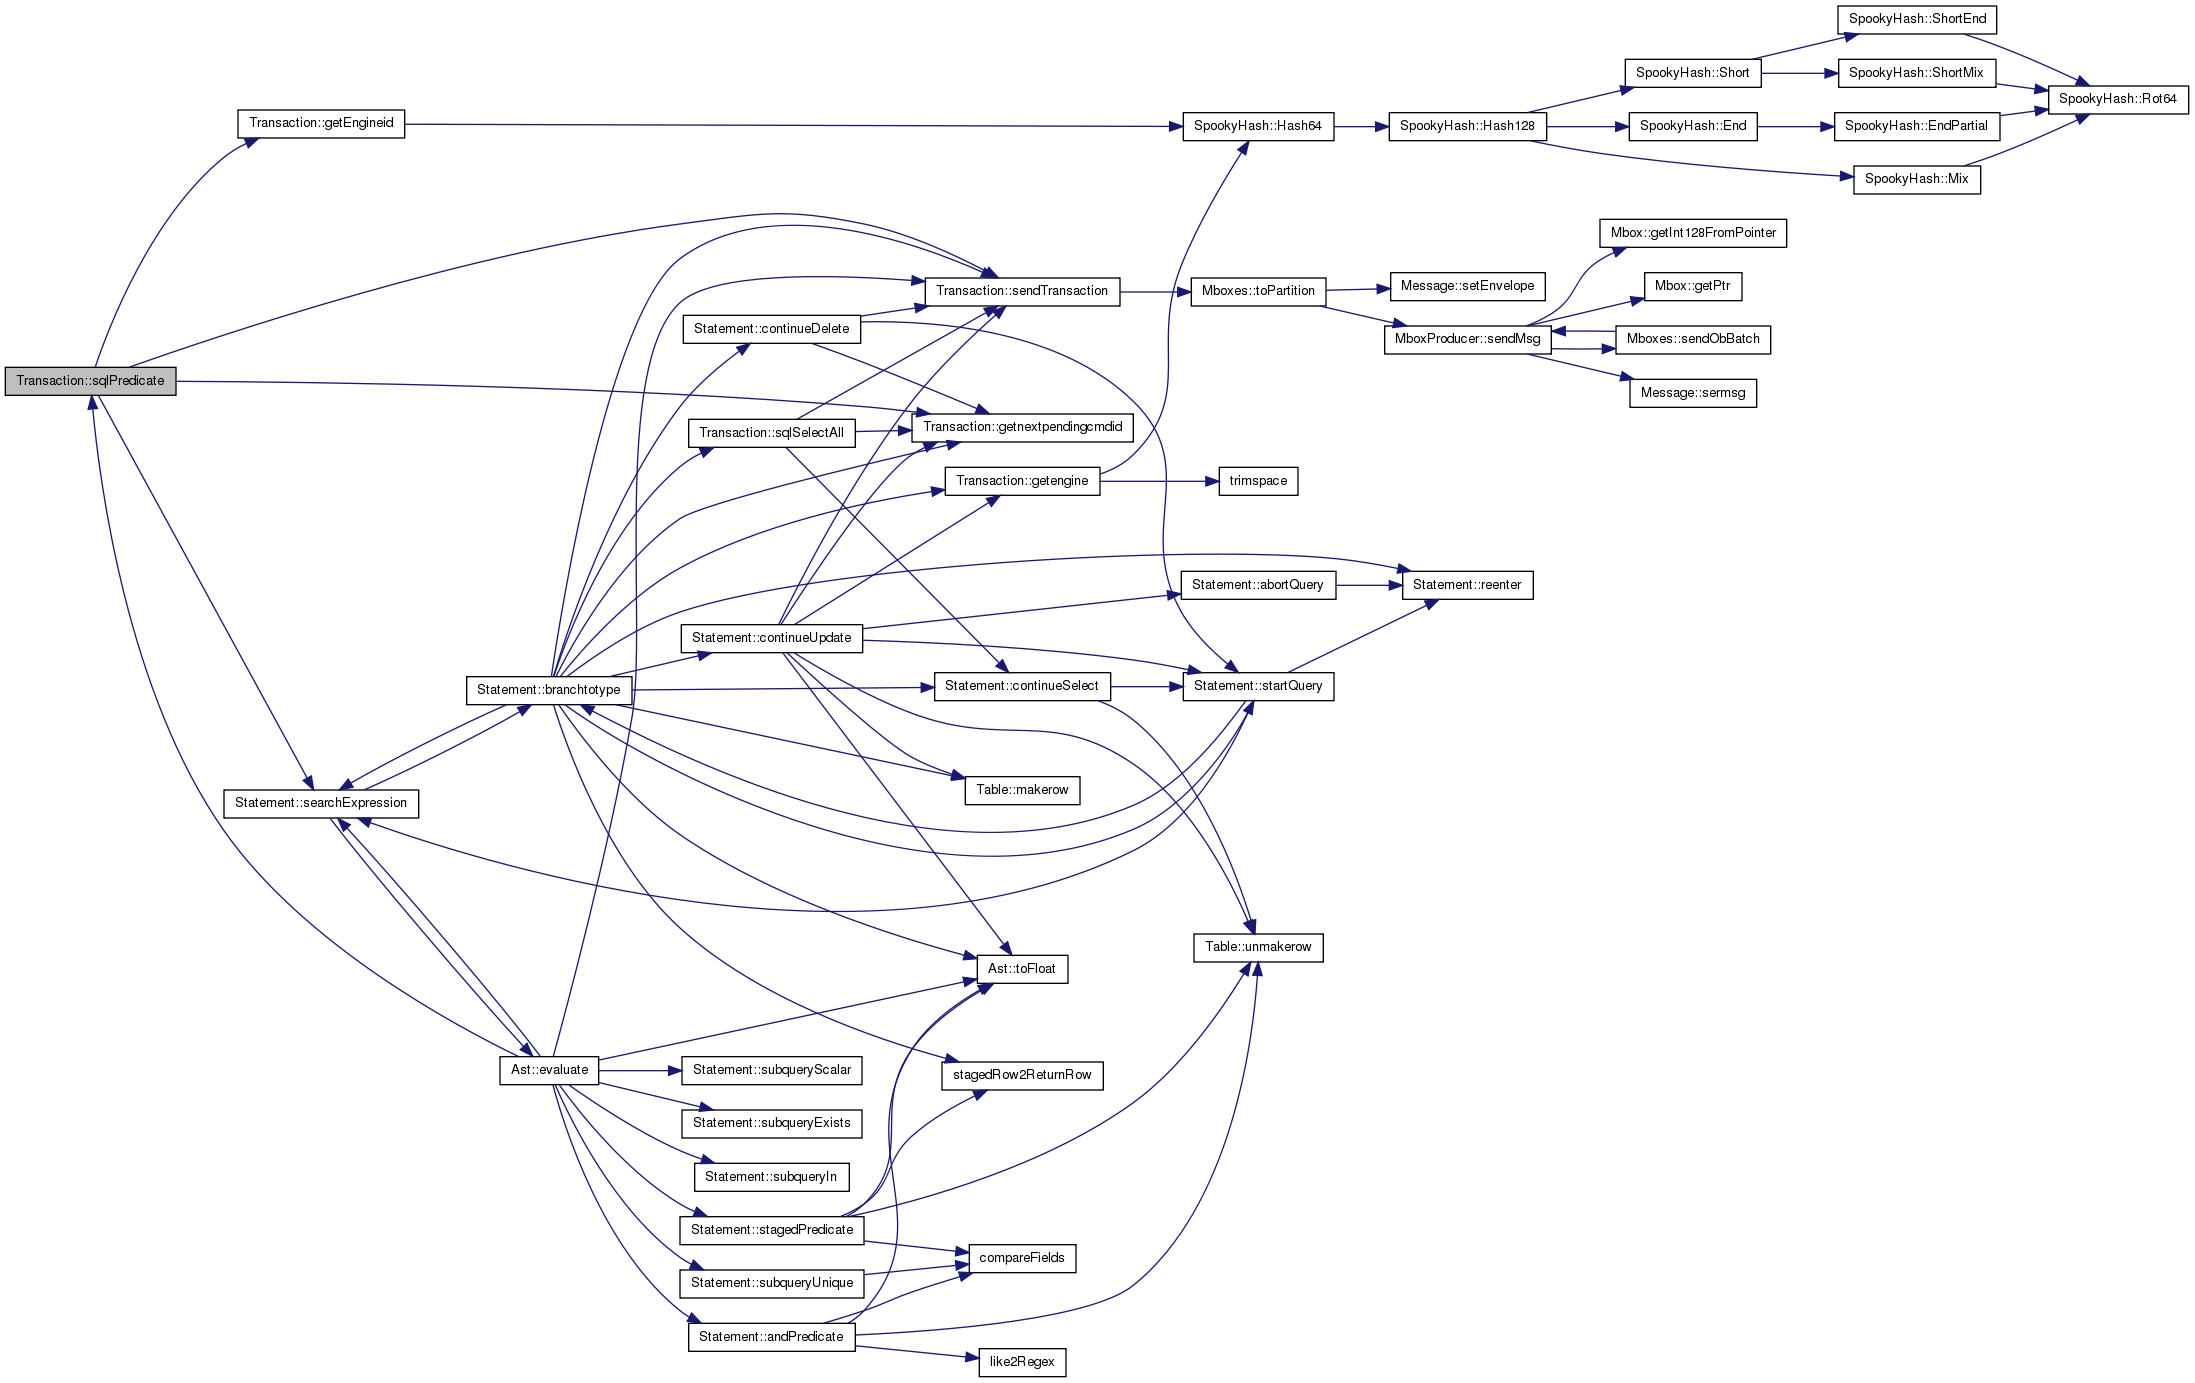 SpookyHash::ShortEnd
SpookyHash::Short
SpookyHash::ShortMix
SpookyHash::Rot64
Transaction::getEngineid
SpookyHash::Hash64
SpookyHash::Hash128
SpookyHash::End
SpookyHash::EndPartial
SpookyHash::Mix
Mbox::getInt128FromPointer
Transaction::sendTransaction
Mboxes::toPartition
Message::setEnvelope
Mbox::getPtr
Statement::continueDelete
MboxProducer::sendMsg
Mboxes::sendObBatch
Transaction::sqlPredicate
Message::sermsg
Transaction::sqlSelectAll
Transaction::getnextpendingcmdid
Transaction::getengine
trimspace
Statement::abortQuery
Statement::reenter
Statement::continueUpdate
Statement::branchtotype
Statement::continueSelect
Statement::startQuery
Table::makerow
Statement::searchExpression
Table::unmakerow
Ast::toFloat
Ast::evaluate
Statement::subqueryScalar
stagedRow2ReturnRow
Statement::subqueryExists
Statement::subqueryIn
Statement::stagedPredicate
compareFields
Statement::subqueryUnique
Statement::andPredicate
like2Regex